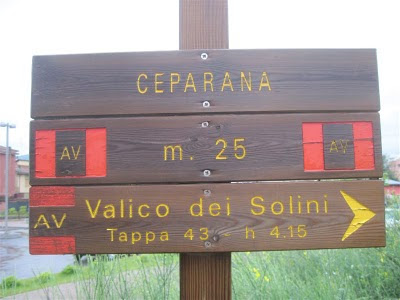 CEPARANA
AV m. 25 AV
AV Valico dei Solini
Tappa 43 h 4.15